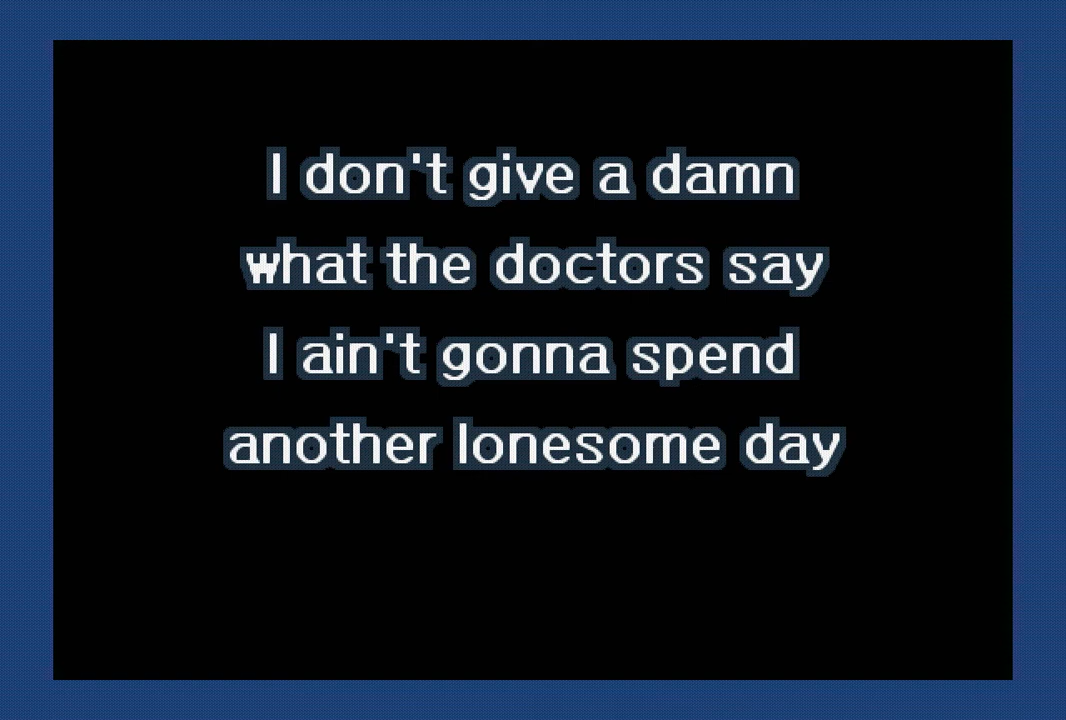 I don't give a damn
what the doctors say
I ain't gonna spend
another lonesome day